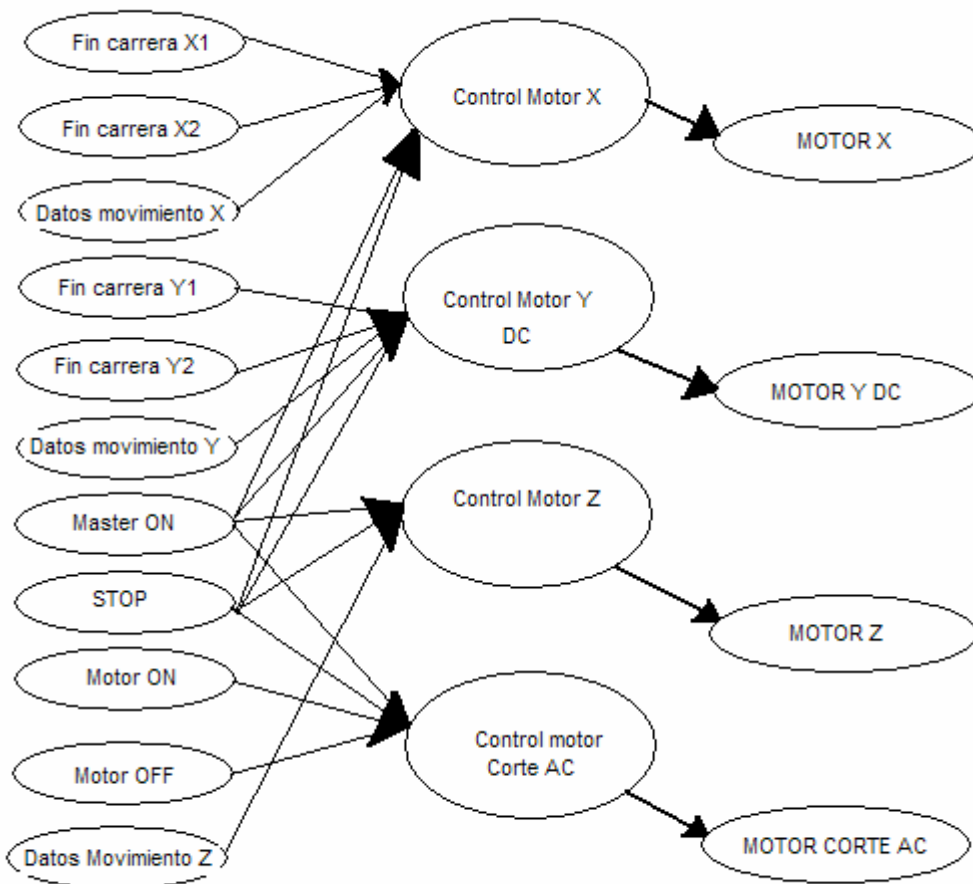 Fin carrera X1
Fin carrera X2
Datos movimiento X
Fin carrera Y1
Fin carrera Y2
Datos movimiento Y
Master ON
STOP
Motor ON
Motor OFF
Datos Movimiento Z
Control Motor X
Control Motor Y
DC
Control Motor Z
Control motor
Corte AC
MOTOR X
MOTOR Y DC
MOTOR Z
MOTOR CORTE AC